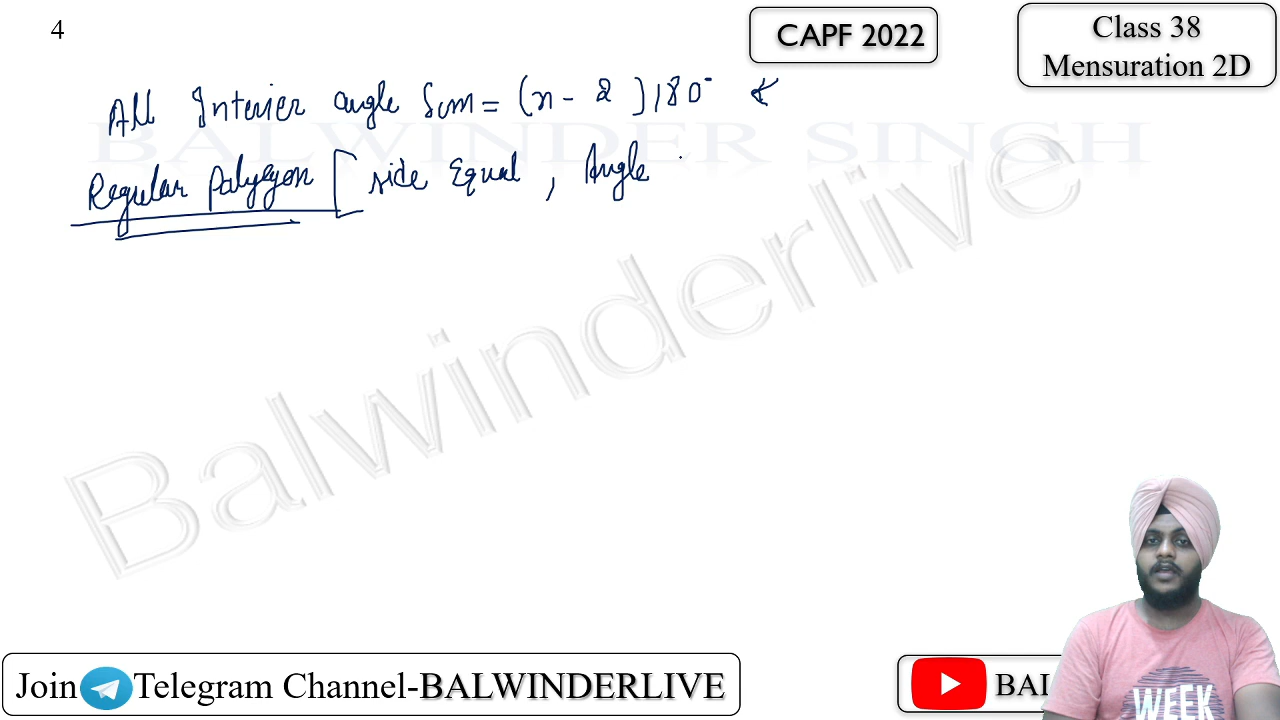 4
CAPF 2022
Class 38
Mensuration 2D
All Interier angle Sum = (n - 2) 180°
BALWINDER SINGH
Regular Polygon [ side Equal , Angle
Balwinderlive
Join Telegram Channel-BALWINDERLIVE
BAL
WEEK